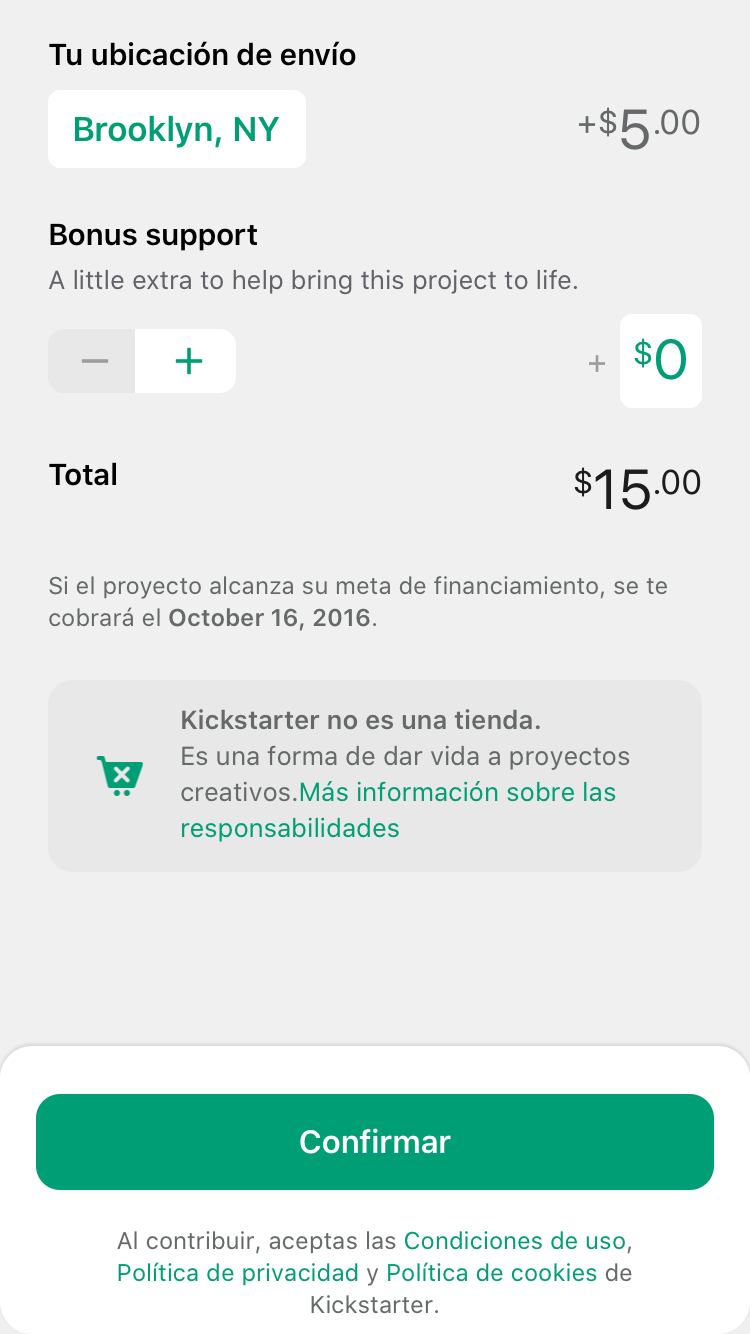 Tu ubicación de envío
Brooklyn, NY
+$5.00
Bonus support
A little extra to help bring this project to life.
− +
+ $0
Total
$15.00
Si el proyecto alcanza su meta de financiamiento, se te
cobrará el October 16, 2016.
Kickstarter no es una tienda.
Es una forma de dar vida a proyectos
creativos.Más información sobre las
responsabilidades
Confirmar
Al contribuir, aceptas las Condiciones de uso,
Política de privacidad y Política de cookies de
Kickstarter.